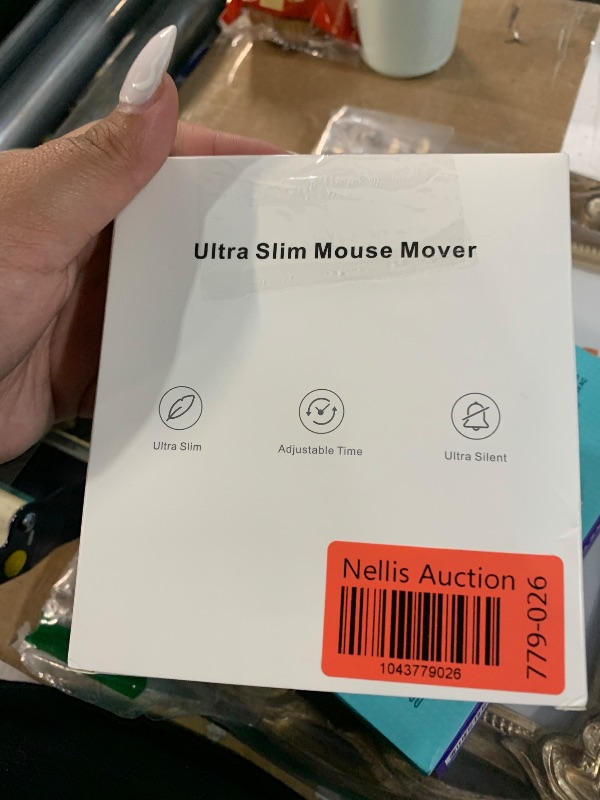 Ultra Slim Mouse Mover
Ultra Slim
Adjustable Time
Ultra Silent
Nellis Auction
1043779026
779-026